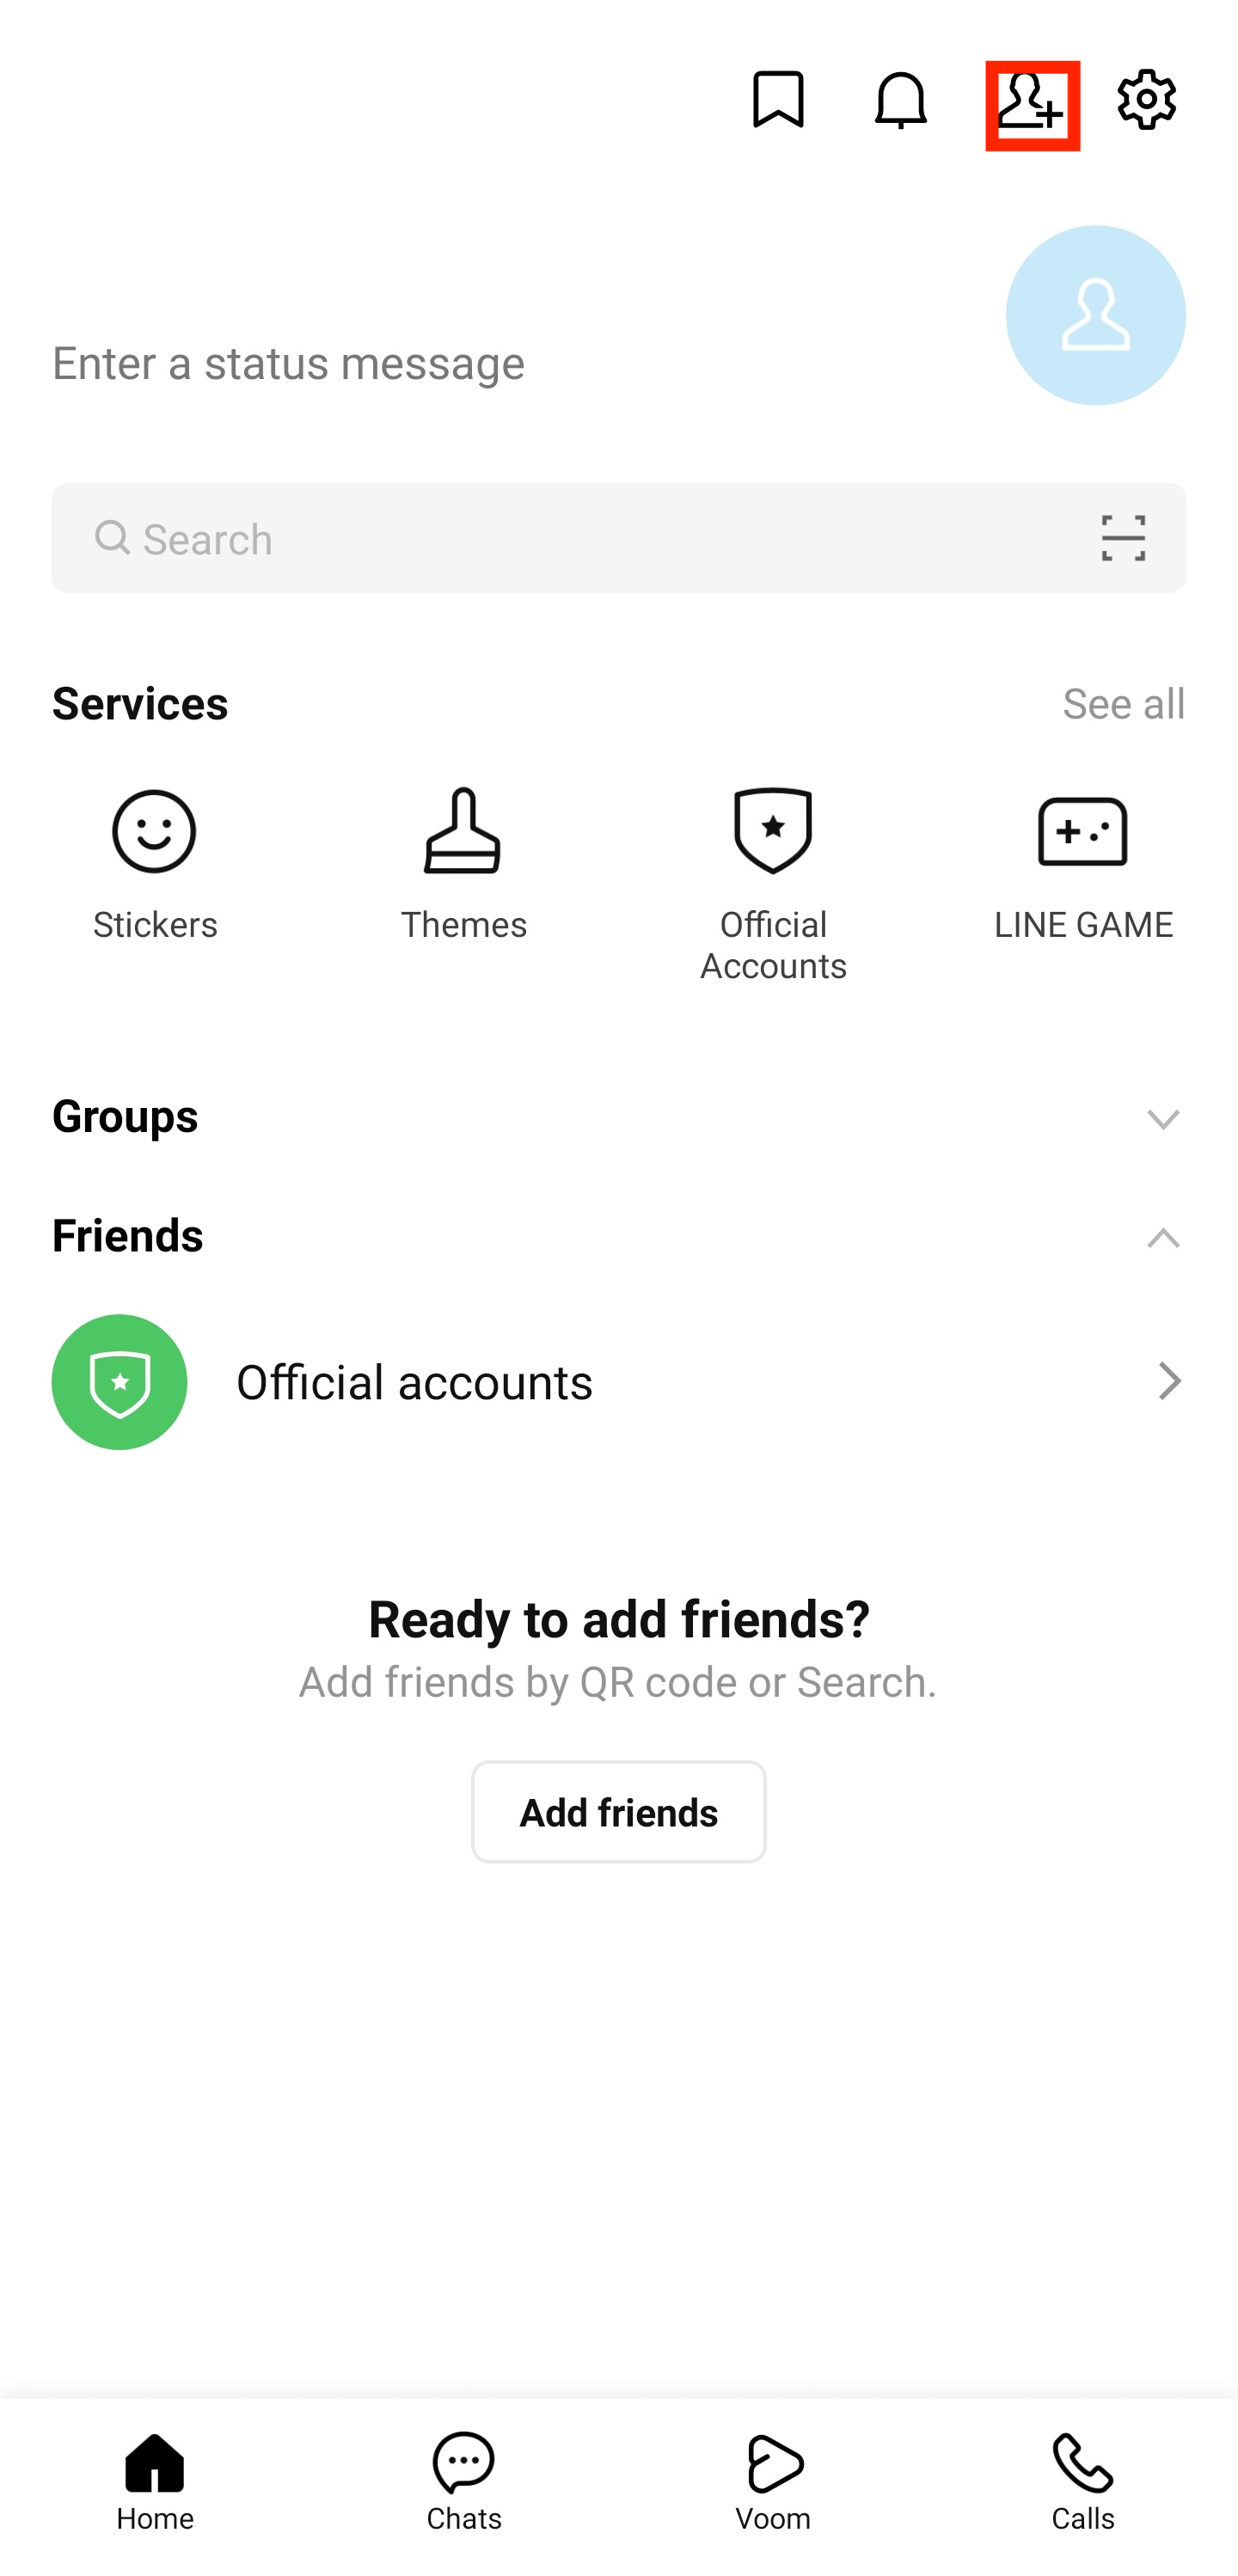 Enter a status message
Search
Services
See all
Stickers
Themes
Official
Accounts
LINE GAME
Groups
Friends
Official accounts
Ready to add friends?
Add friends by QR code or Search.
Add friends
Home
Chats
Voom
Calls